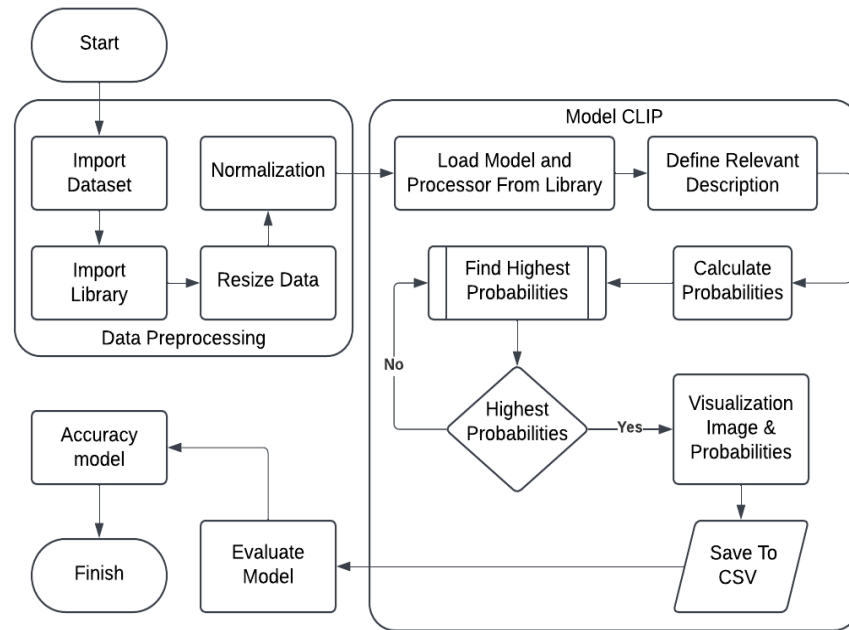 Start
Import
Dataset
Import
Library
Resize Data
Normalization
Data Preprocessing
Model CLIP
Load Model and
Processor From Library
Define Relevant
Description
Calculate
Probabilities
Find Highest
Probabilities
Highest
Probabilities
No
Yes
Visualization
Image &
Probabilities
Save To
CSV
Evaluate
Model
Accuracy
model
Finish